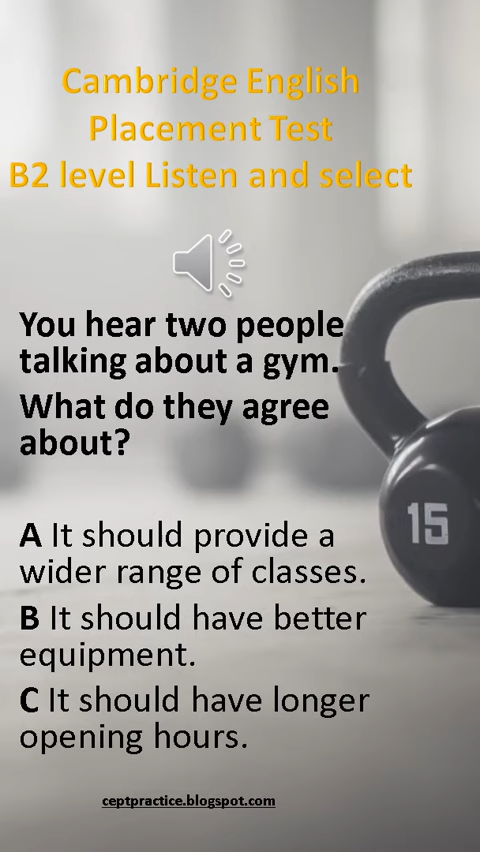 Cambridge English
Placement Test
B2 level Listen and select
You hear two people
talking about a gym.
What do they agree
about?
15
A It should provide a
wider range of classes.
B It should have better
equipment.
C It should have longer
opening hours.
ceptpractice.blogspot.com